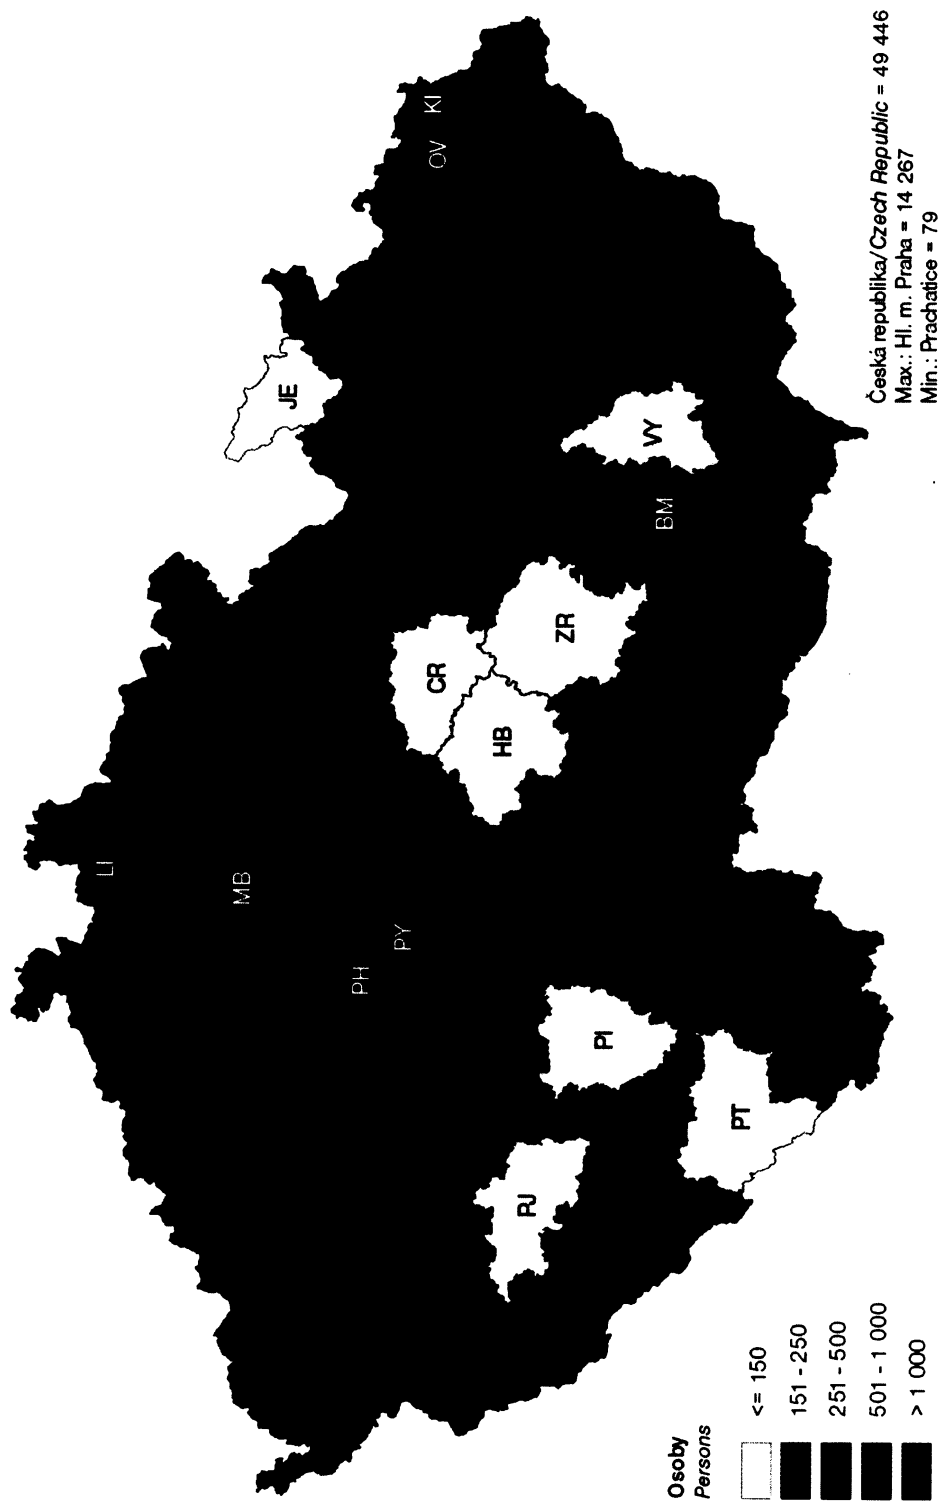 LI
MB
PH
PY
JE
OV KI
CR
HB
ZR
BM
VY
PI
PJ
PT
Osoby
Persons
<= 150
151 - 250
251 - 500
501 - 1 000
> 1 000
Česká republika/Czech Republic = 49 446
Max.: Hl. m. Praha = 14 267
Min.: Prachatice = 79